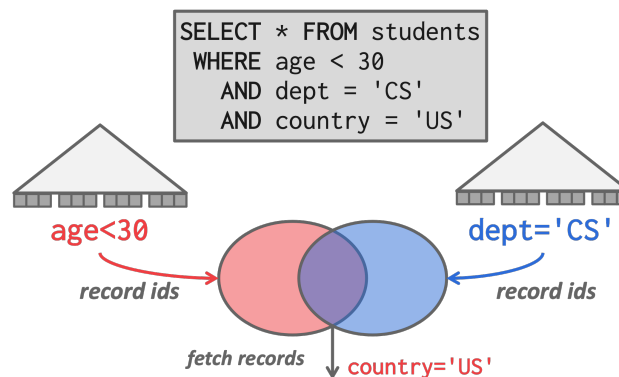 SELECT * FROM students
WHERE age < 30
AND dept = 'CS'
AND country = 'US'
age<30
dept='CS'
record ids
record ids
fetch records
country='US'